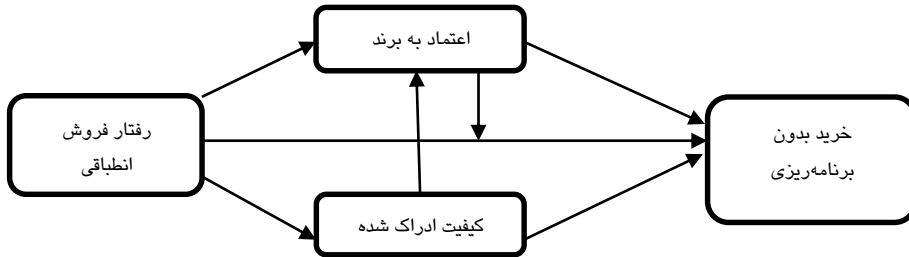 اعتماد به برند
رفتار فروش
انطباقی
خرید بدون
برنامه‌ریزی
کیفیت ادراک شده